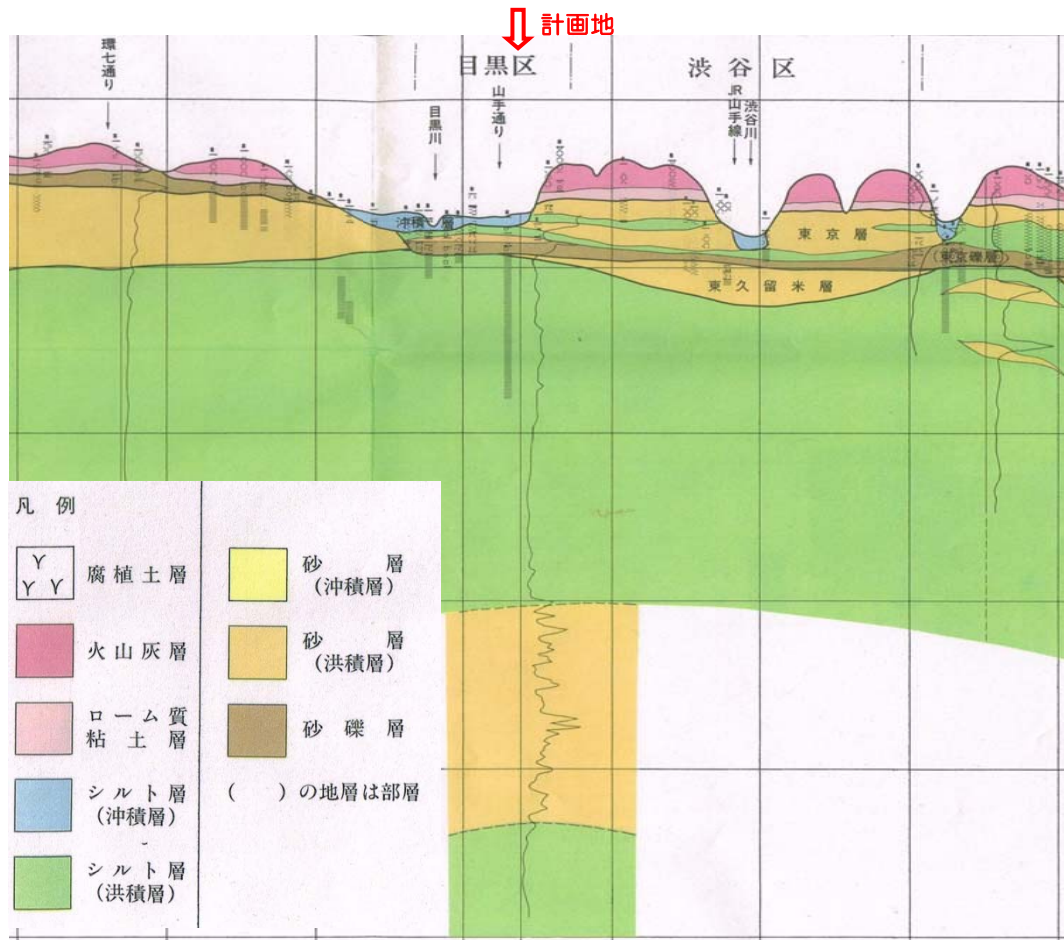 計画地
目黒区
渋谷区
環七通り
目黒川
山手通り
JR山手線
渋谷川
沖積層
東京層
(東京礫層)
東久留米層
凡例
腐植土層
火山灰層
ローム質
粘土層
シルト層
(沖積層)
シルト層
(洪積層)
砂層
(沖積層)
砂層
(洪積層)
砂礫層
( )の地層は部層